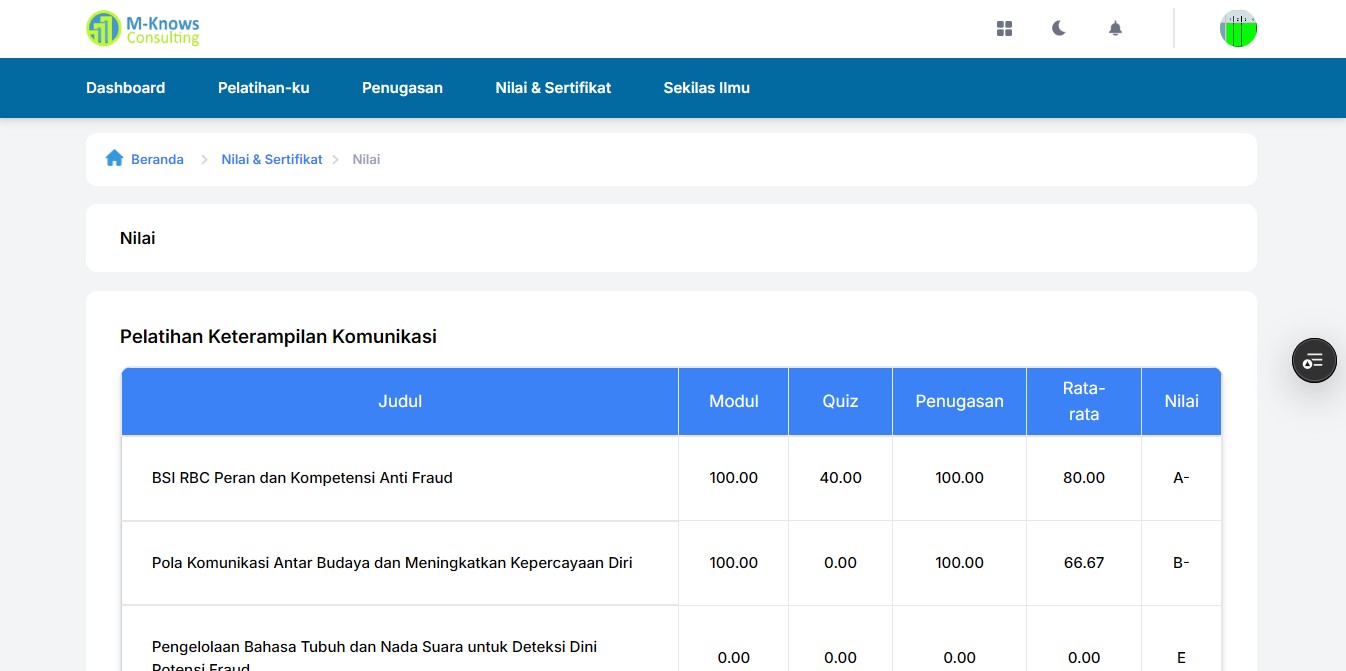 M-Knows
Consulting
Dashboard
Pelatihan-ku
Penugasan
Nilai & Sertifikat
Sekilas Ilmu
Beranda
Nilai & Sertifikat
Nilai
Nilai
Pelatihan Keterampilan Komunikasi
Judul
Modul
Quiz
Penugasan
Rata-
rata
Nilai
BSI RBC Peran dan Kompetensi Anti Fraud
100.00
40.00
100.00
80.00
A-
Pola Komunikasi Antar Budaya dan Meningkatkan Kepercayaan Diri
100.00
0.00
100.00
66.67
B-
Pengelolaan Bahasa Tubuh dan Nada Suara untuk Deteksi Dini
Potensi Fraud
0.00
0.00
0.00
0.00
E